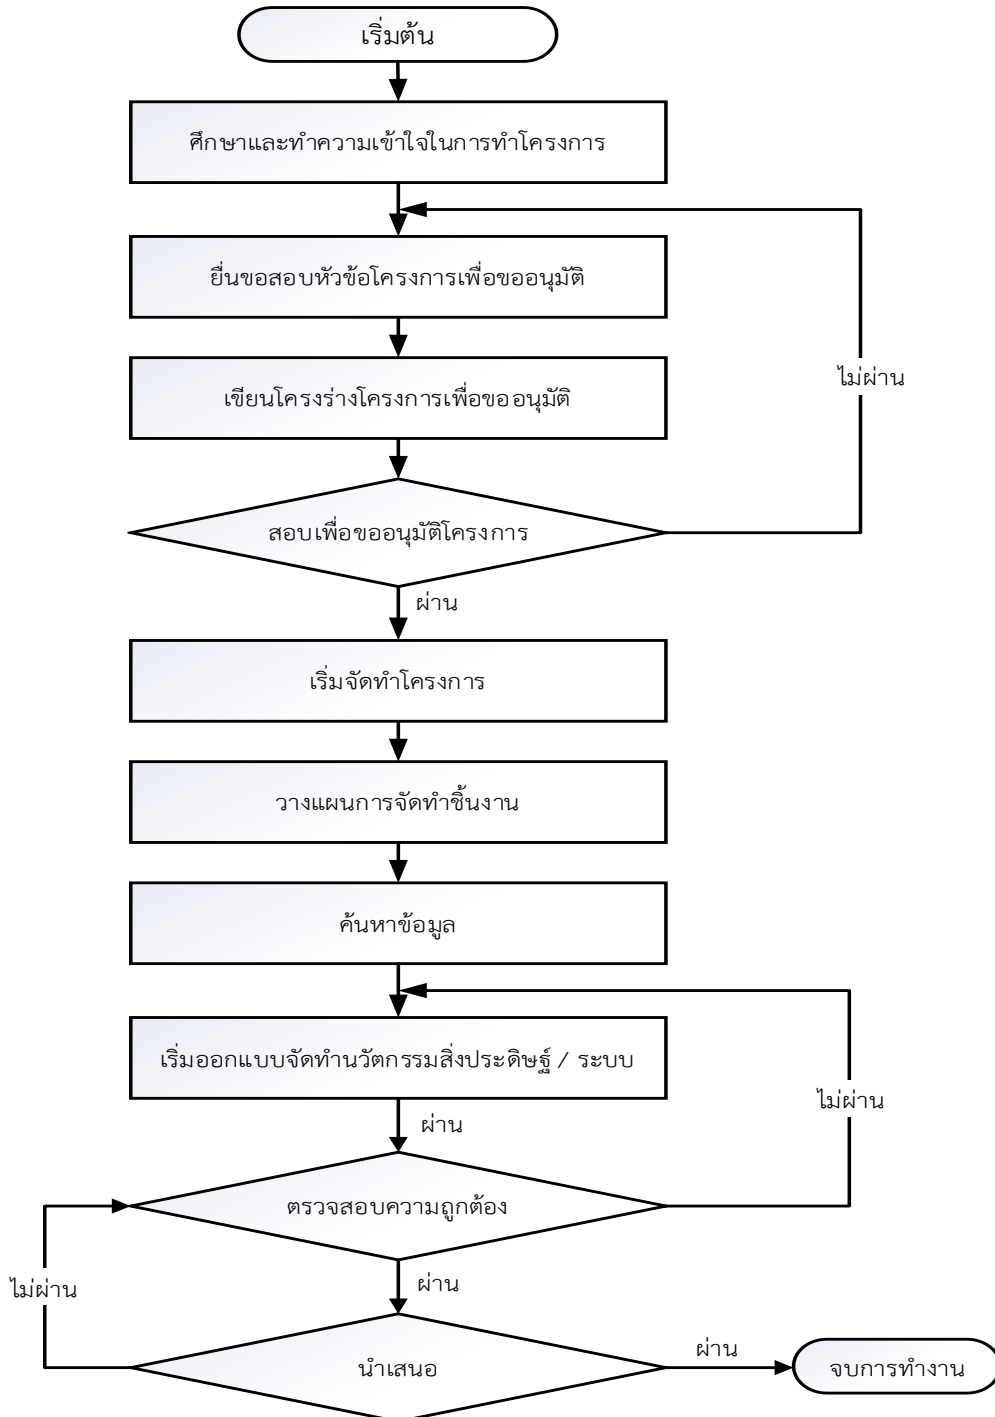 เริ่มต้น
ศึกษาและทำความเข้าใจในการทำโครงการ
ยื่นขอสอบหัวข้อโครงการเพื่อขออนุมัติ
ไม่ผ่าน
เขียนโครงร่างโครงการเพื่อขออนุมัติ
สอบเพื่อขออนุมัติโครงการ
ผ่าน
เริ่มจัดทำโครงการ
วางแผนการจัดทำชิ้นงาน
ค้นหาข้อมูล
เริ่มออกแบบจัดทำนวัตกรรมสิ่งประดิษฐ์ / ระบบ
ไม่ผ่าน
ผ่าน
ตรวจสอบความถูกต้อง
ไม่ผ่าน
ผ่าน
นำเสนอ
ผ่าน
จบการทำงาน